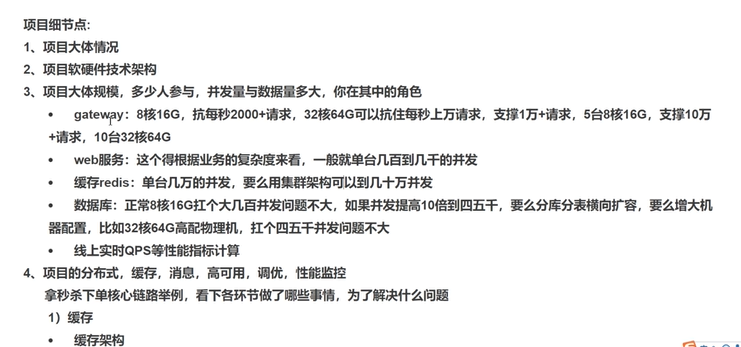 项目细节点:
1、项目大体情况
2、项目软硬件技术架构
3、项目大体规模，多少人参与，并发量与数据量多大，你在其中的角色
• gateway：8核16G，抗每秒2000+请求，32核64G可以抗住每秒上万请求，支撑1万+请求，5台8核16G，支撑10万
+请求，10台32核64G
• web服务：这个得根据业务的复杂度来看，一般就单台几百到几千的并发
• 缓存redis：单台几万的并发，要么用集群架构可以到几十万并发
• 数据库：正常8核16G扛个大几百并发问题不大，如果并发提高10倍到四五千，要么分库分表横向扩容，要么增大机
器配置，比如32核64G高配物理机，扛个四五千并发问题不大
• 线上实时QPS等性能指标计算
4、项目的分布式，缓存，消息，高可用，调优，性能监控
拿秒杀下单核心链路举例，看下各环节做了哪些事情，为了解决什么问题
1）缓存
• 缓存架构